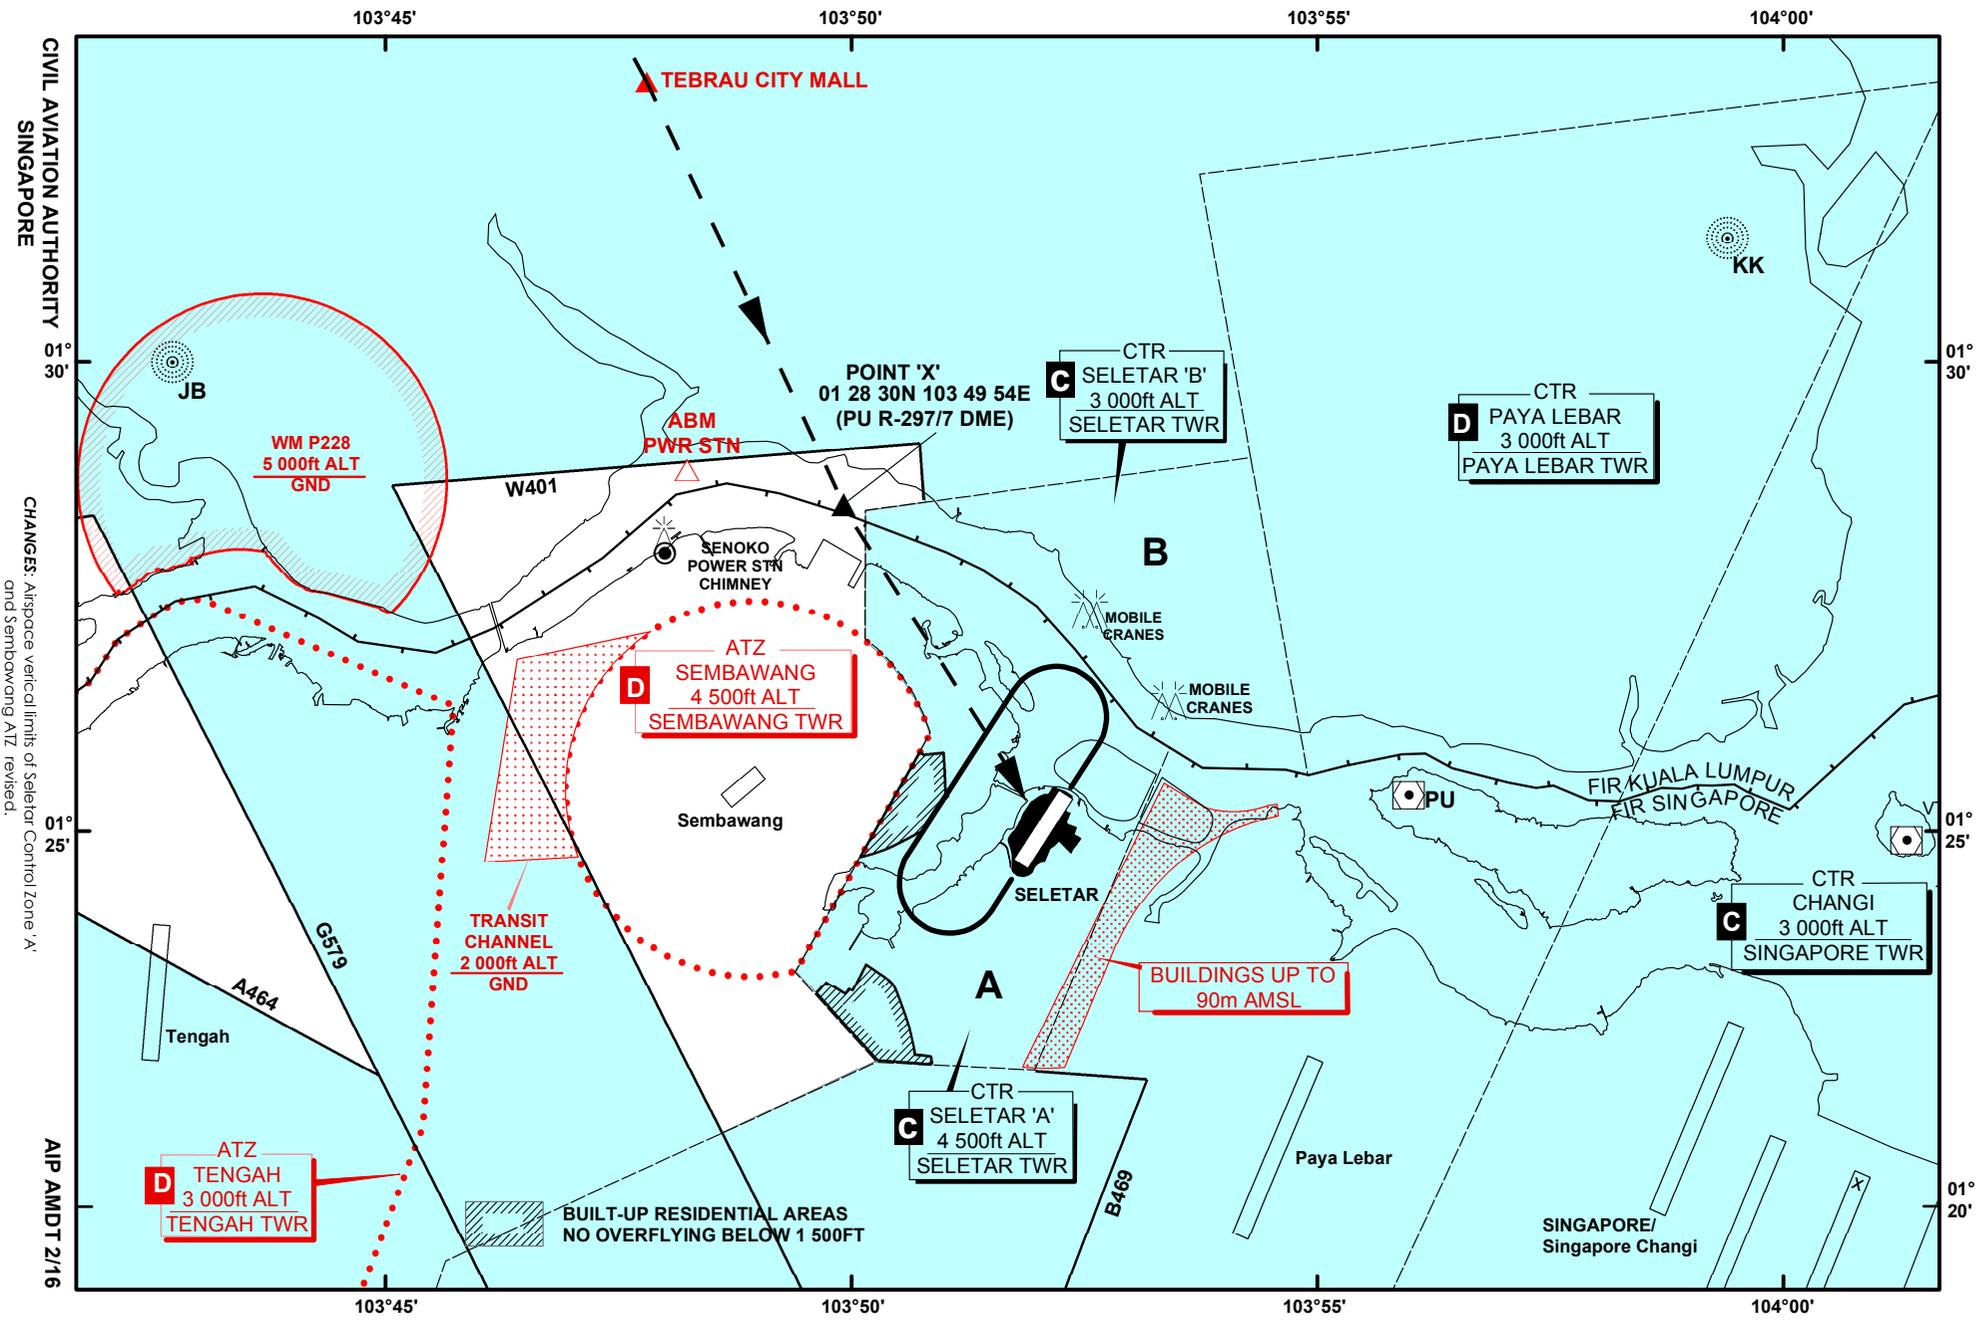 103°45'
103°50'
103°55'
104°00'
CIVIL AVIATION AUTHORITY
SINGAPORE
TEBRAU CITY MALL
KK
01°
30'
JB
WM P228
5 000ft ALT
GND
ABM
PWR STN
W401
POINT 'X'
01 28 30N 103 49 54E
(PU R-297/7 DME)
CTR
C
SELETAR 'B'
3 000ft ALT
SELETAR TWR
CTR
D
PAYA LEBAR
3 000ft ALT
PAYA LEBAR TWR
01°
30'
SENOKO
POWER STN
CHIMNEY
B
MOBILE
CRANES
MOBILE
CRANES
ATZ
D
SEMBAWANG
4 500ft ALT
SEMBAWANG TWR
Sembawang
SELETAR
PU
FIR KUALA LUMPUR
FIR SINGAPORE
V
01°
25'
01°
25'
CHANGES: Airspace verical limits of Seletar Control Zone 'A'
and Sembawang ATZ revised.
CTR
C
CHANGI
3 000ft ALT
SINGAPORE TWR
TRANSIT
CHANNEL
2 000ft ALT
GND
G579
A464
Tengah
A
BUILDINGS UP TO
90m AMSL
CTR
C
SELETAR 'A'
4 500ft ALT
SELETAR TWR
B469
Paya Lebar
X
SINGAPORE/
Singapore Changi
01°
20'
ATZ
D
TENGAH
3 000ft ALT
TENGAH TWR
BUILT-UP RESIDENTIAL AREAS
NO OVERFLYING BELOW 1 500FT
AIP AMDT 2/16
103°45'
103°50'
103°55'
104°00'